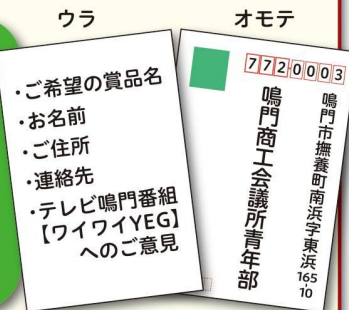 ウラ
・ご希望の賞品名
・お名前
・ご住所
・連絡先
・テレビ鳴門番組
【ワイワイYEG】
へのご意見
オモテ
7720003
鳴門市撫養町南浜字東浜165-10
鳴門商工会議所青年部